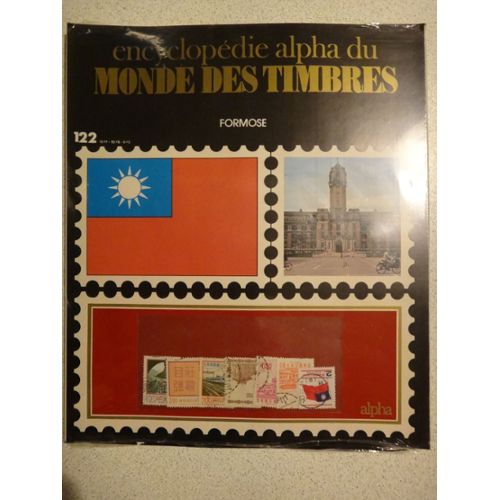 encyclopédie alpha du
MONDE DES TIMBRES
FORMOSE
122
alpha